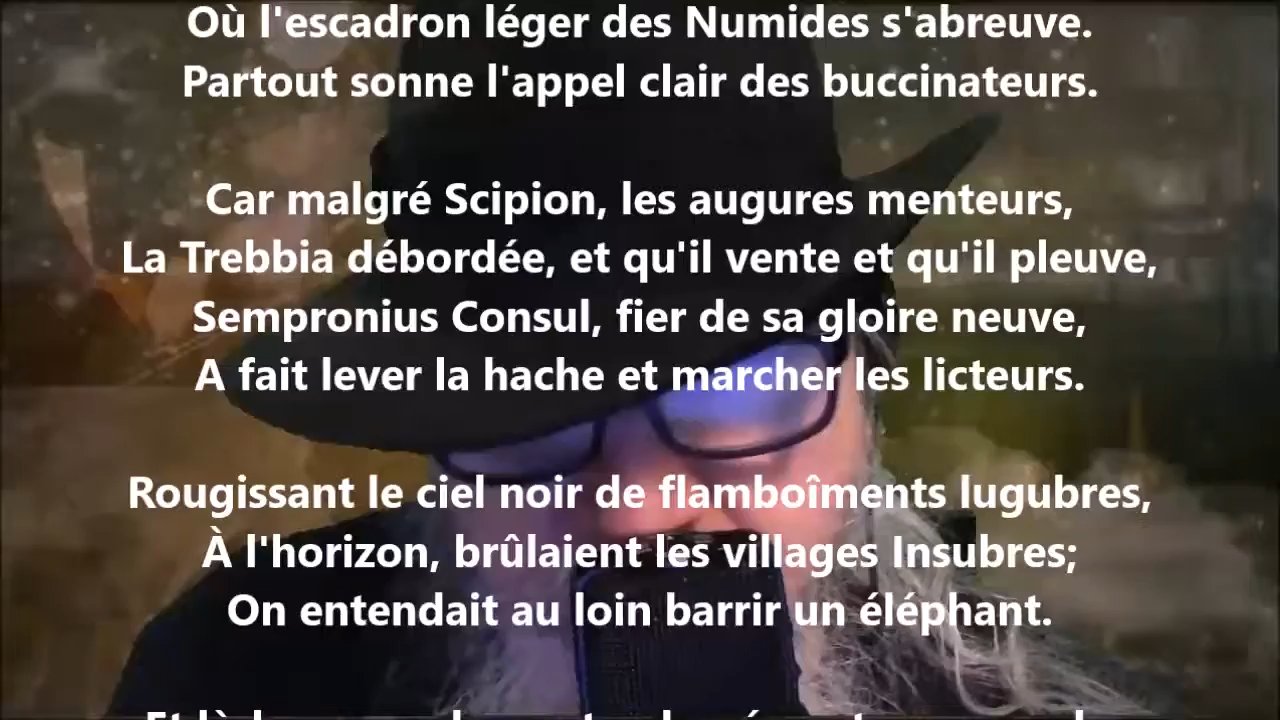 Où l'escadron léger des Numides s'abreuve.
Partout sonne l'appel clair des buccinateurs.
Car malgré Scipion, les augures menteurs,
La Trebbia débordée, et qu'il vente et qu'il pleuve,
Sempronius Consul, fier de sa gloire neuve,
A fait lever la hache et marcher les licteurs.
Rougissant le ciel noir de flamboîments lugubres,
À l'horizon, brûlaient les villages Insubres;
On entendait au loin barrir un éléphant.